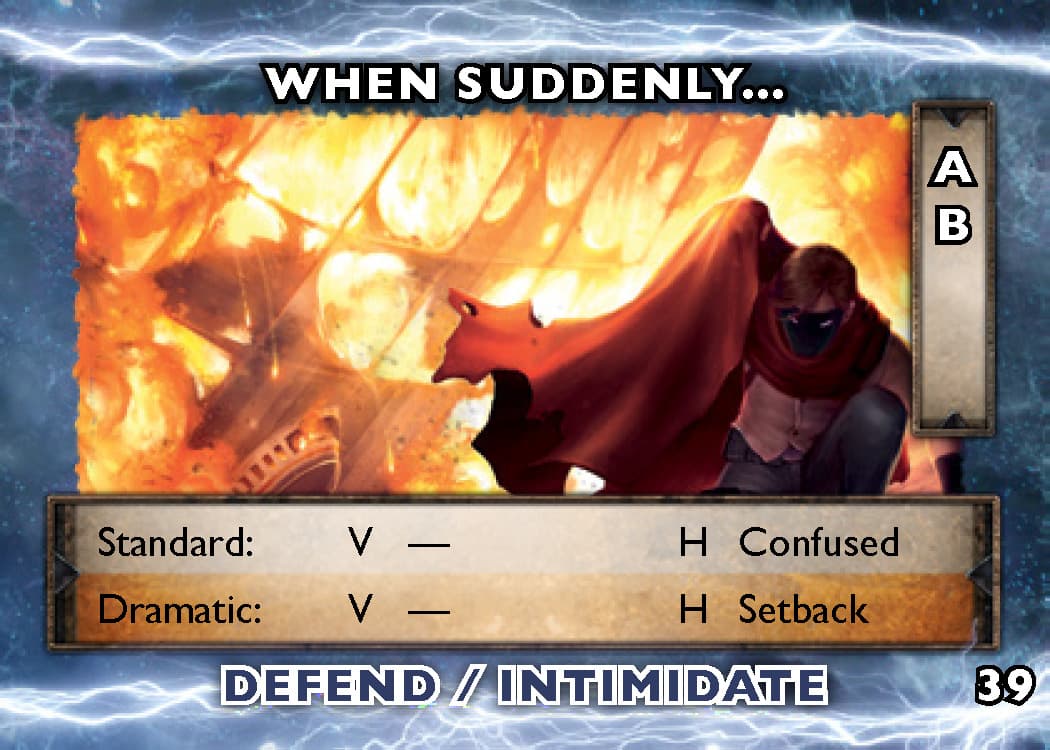 WHEN SUDDENLY...
A
B
Standard: V — H Confused
Dramatic: V — H Setback
DEFEND / INTIMIDATE
39